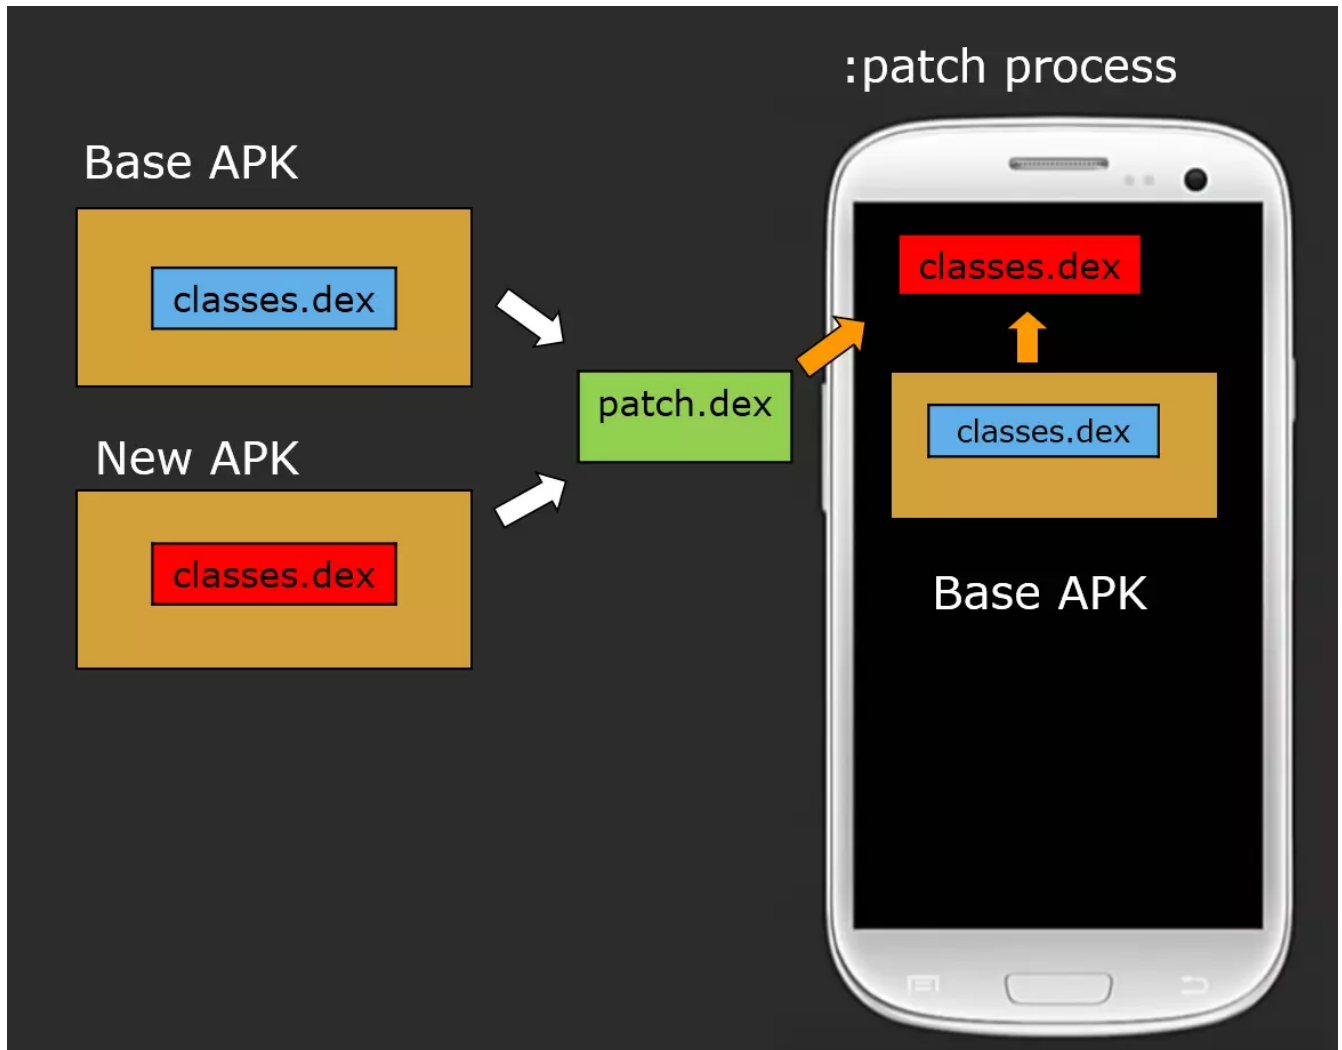 :patch process
Base APK
classes.dex
New APK
classes.dex
patch.dex
classes.dex
classes.dex
Base APK